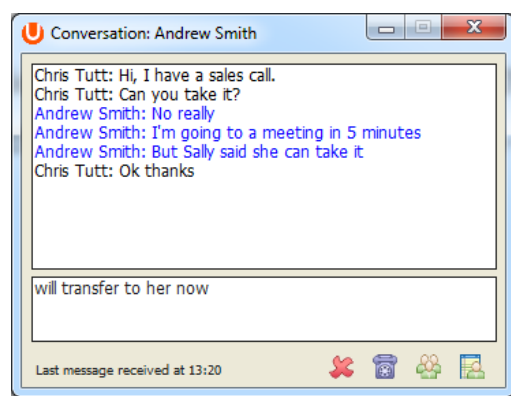 Conversation: Andrew Smith
Chris Tutt: Hi, I have a sales call.
Chris Tutt: Can you take it?
Andrew Smith: No really
Andrew Smith: I'm going to a meeting in 5 minutes
Andrew Smith: But Sally said she can take it
Chris Tutt: Ok thanks
will transfer to her now
Last message received at 13:20